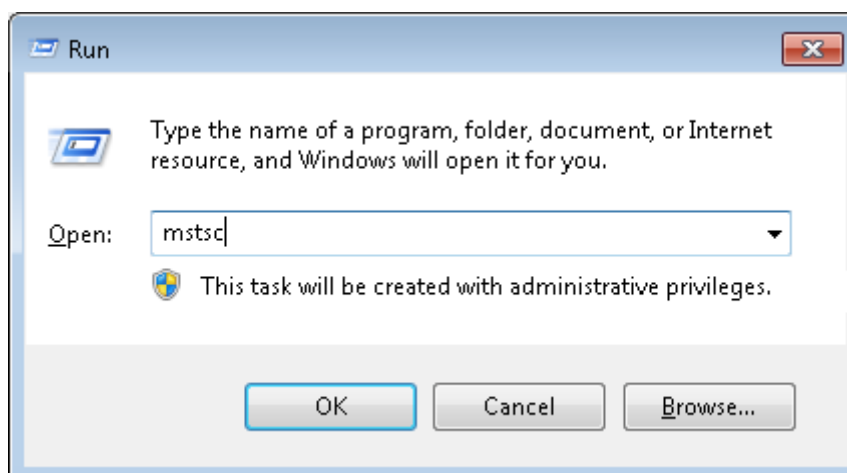 Run
Type the name of a program, folder, document, or Internet
resource, and Windows will open it for you.
Open: mstsc
This task will be created with administrative privileges.
OK Cancel Browse...